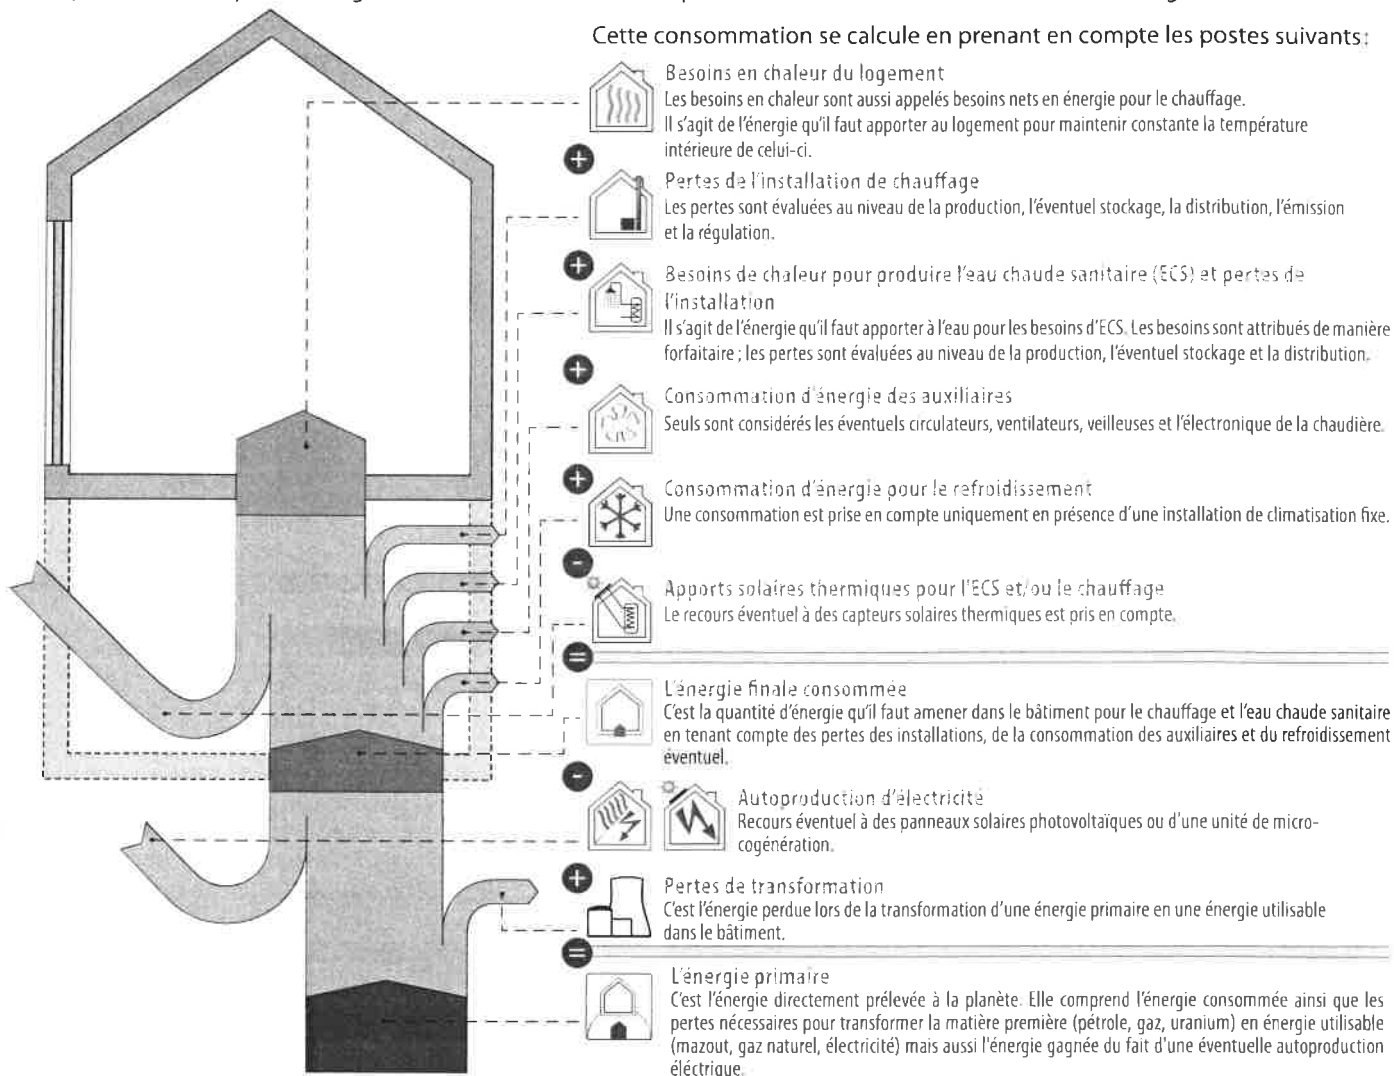 Cette consommation se calcule en prenant en compte les postes suivants:
Besoins en chaleur du logement
Les besoins en chaleur sont aussi appelés besoins nets en énergie pour le chauffage.
Il s'agit de l'énergie qu'il faut apporter au logement pour maintenir constante la température
intérieure de celui-ci.
+
Pertes de l'installation de chauffage
Les pertes sont évaluées au niveau de la production, l'éventuel stockage, la distribution, l'émission
et la régulation.
+
Besoins de chaleur pour produire l'eau chaude sanitaire (ECS) et pertes de
l'installation
Il s'agit de l'énergie qu'il faut apporter à l'eau pour les besoins d'ECS. Les besoins sont attribués de manière
forfaitaire ; les pertes sont évaluées au niveau de la production, l'éventuel stockage et la distribution.
+
Consommation d'énergie des auxiliaires
Seuls sont considérés les éventuels circulateurs, ventilateurs, veilleuses et l'électronique de la chaudière.
+
Consommation d'énergie pour le refroidissement
Une consommation est prise en compte uniquement en présence d'une installation de climatisation fixe.
-
Apports solaires thermiques pour l'ECS et/ou le chauffage
Le recours éventuel à des capteurs solaires thermiques est pris en compte.
=
L'énergie finale consommée
C'est la quantité d'énergie qu'il faut amener dans le bâtiment pour le chauffage et l'eau chaude sanitaire
en tenant compte des pertes des installations, de la consommation des auxiliaires et du refroidissement
éventuel.
-
Autoproduction d'électricité
Recours éventuel à des panneaux solaires photovoltaïques ou d'une unité de micro-
cogénération.
+
Pertes de transformation
C'est l'énergie perdue lors de la transformation d'une énergie primaire en une énergie utilisable
dans le bâtiment.
=
L'énergie primaire
C'est l'énergie directement prélevée à la planète. Elle comprend l'énergie consommée ainsi que les
pertes nécessaires pour transformer la matière première (pétrole, gaz, uranium) en énergie utilisable
(mazout, gaz naturel, électricité) mais aussi l'énergie gagnée du fait d'une éventuelle autoproduction
éléctrique.